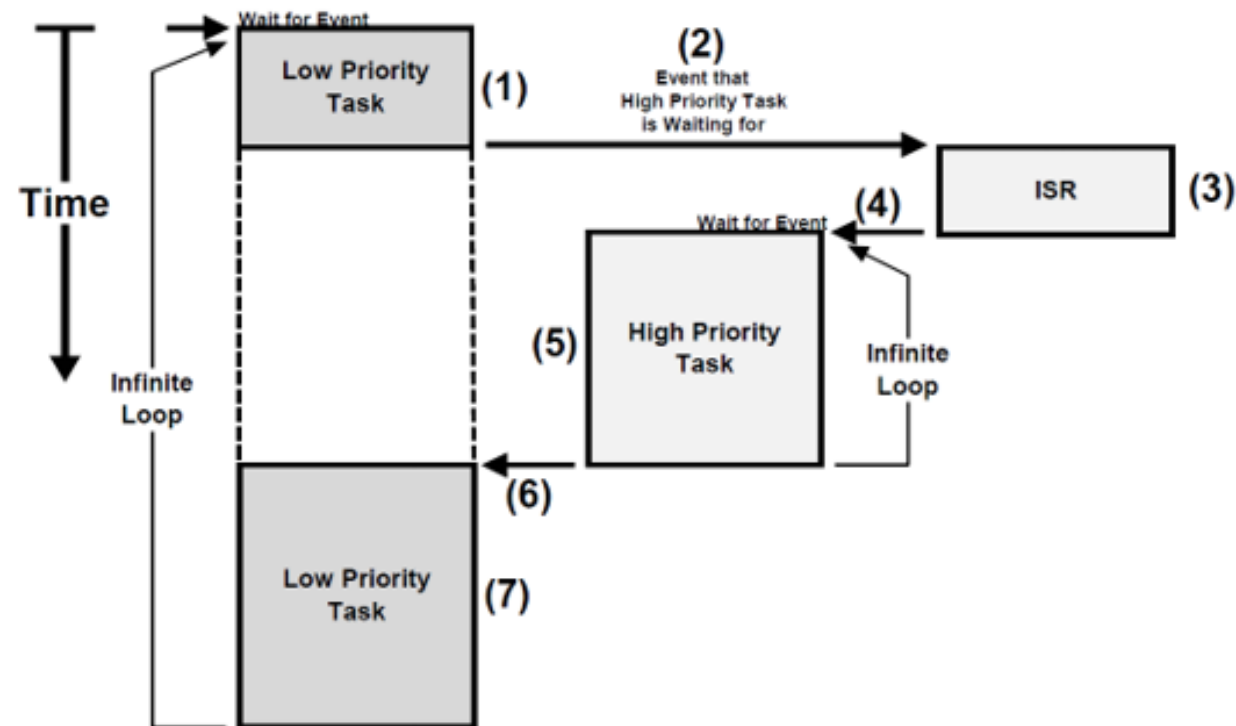 Wait for Event
Low Priority
Task
(1)
(2)
Event that
High Priority Task
is Waiting for
ISR
(3)
Time
(4)
Wait for Event
(5)
High Priority
Task
Infinite
Loop
Infinite
Loop
(6)
Low Priority
Task
(7)